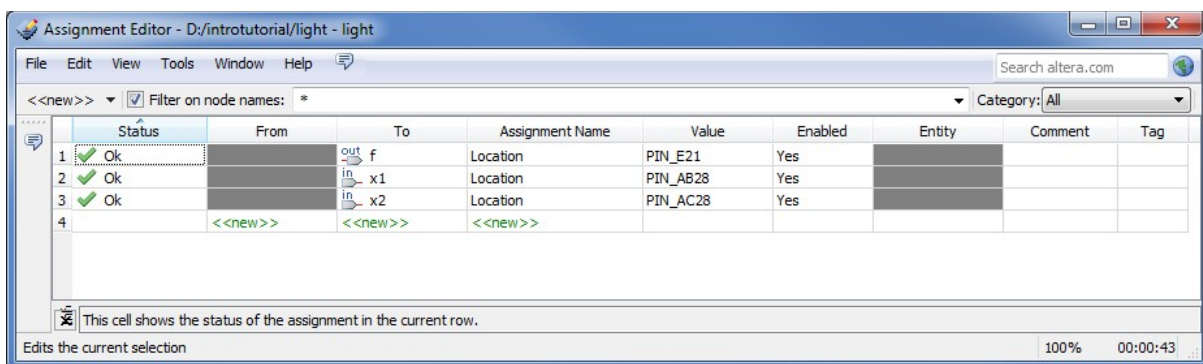 Assignment Editor - D:/introtutorial/light - light
File Edit View Tools Window Help Search altera.com
<<new>> Filter on node names: * Category: All
Status From To Assignment Name Value Enabled Entity Comment Tag
1 Ok out f Location PIN_E21 Yes
2 Ok in x1 Location PIN_AB28 Yes
3 Ok in x2 Location PIN_AC28 Yes
4 <<new>> <<new>> <<new>>
This cell shows the status of the assignment in the current row.
Edits the current selection 100% 00:00:43